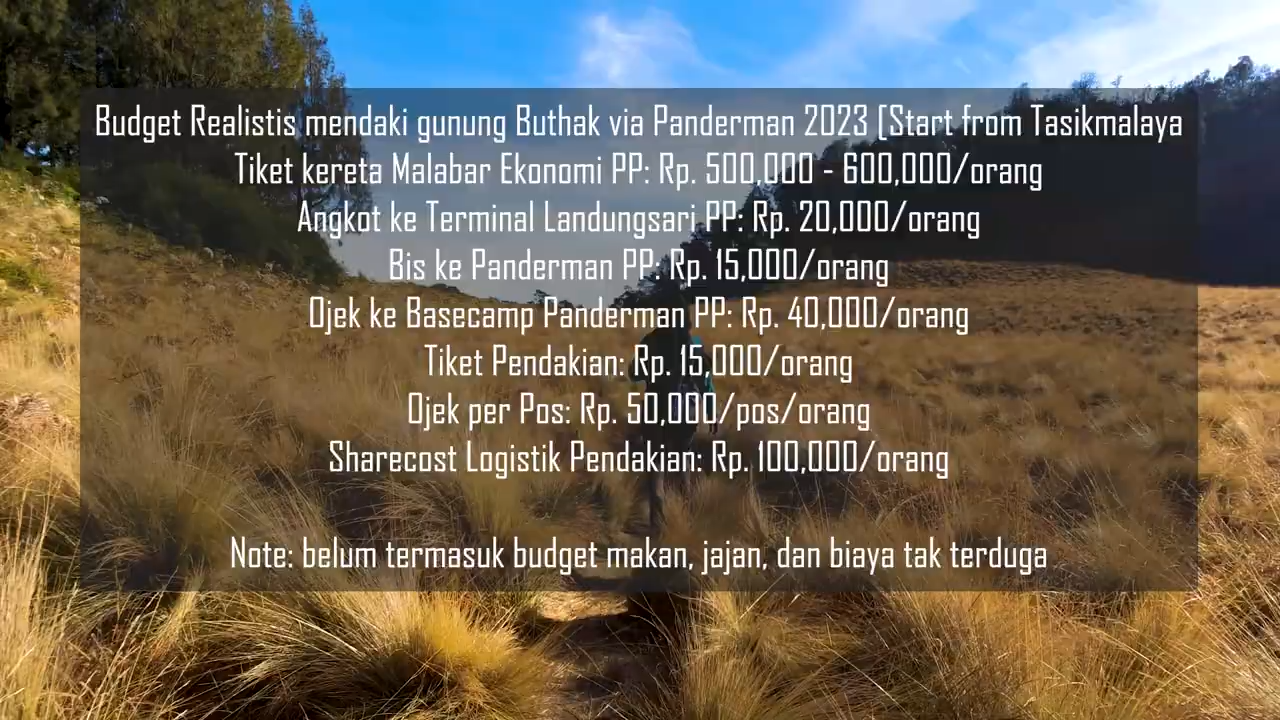 Budget Realistis mendaki gunung Buthak via Panderman 2023 [Start from Tasikmalaya
Tiket kereta Malabar Ekonomi PP: Rp. 500,000 - 600,000/orang
Angkot ke Terminal Landungsari PP: Rp. 20,000/orang
Bis ke Panderman PP: Rp. 15,000/orang
Ojek ke Basecamp Panderman PP: Rp. 40,000/orang
Tiket Pendakian: Rp. 15,000/orang
Ojek per Pos: Rp. 50,000/pos/orang
Sharecost Logistik Pendakian: Rp. 100,000/orang
Note: belum termasuk budget makan, jajan, dan biaya tak terduga